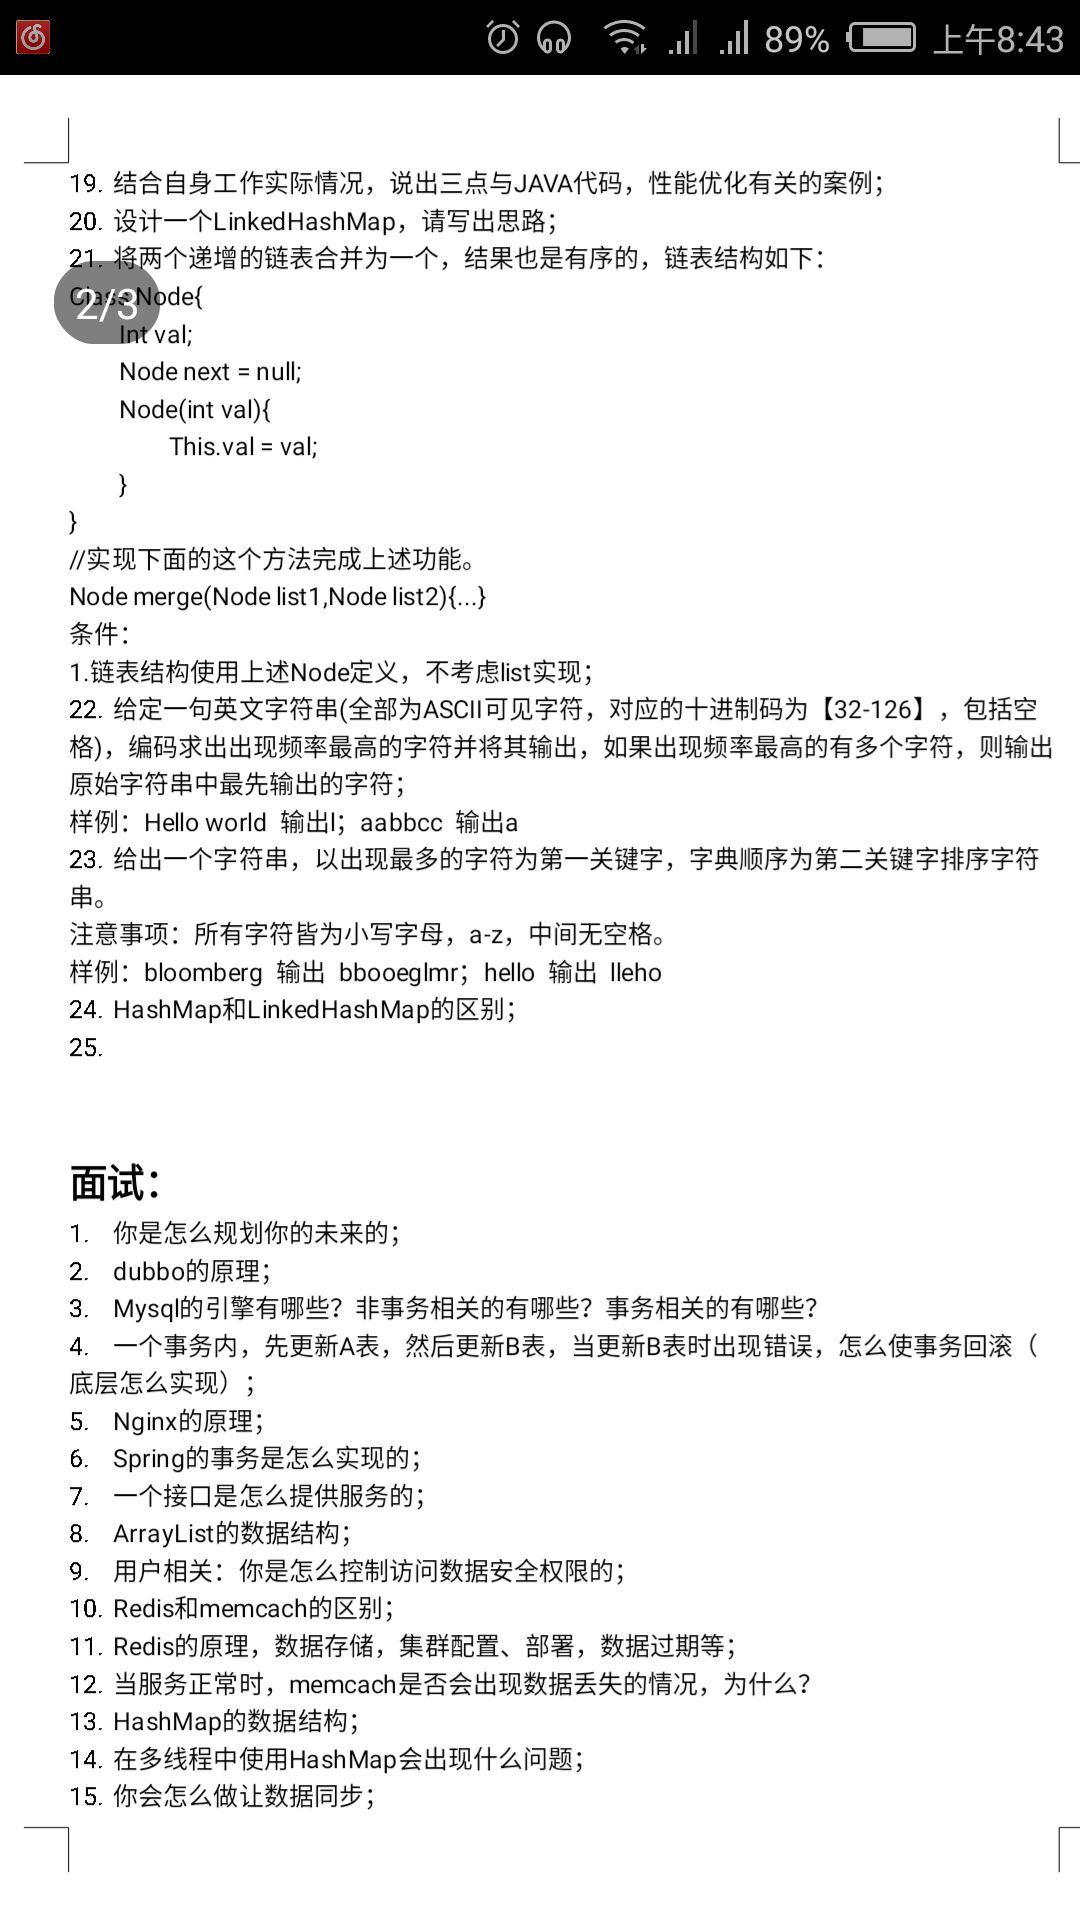 89% 上午8:43
19. 结合自身工作实际情况，说出三点与JAVA代码，性能优化有关的案例；
20. 设计一个LinkedHashMap，请写出思路；
21. 将两个递增的链表合并为一个，结果也是有序的，链表结构如下：
Class Node{
2/3
Int val;
Node next = null;
Node(int val){
This.val = val;
}
}
//实现下面的这个方法完成上述功能。
Node merge(Node list1,Node list2){...}
条件：
1.链表结构使用上述Node定义，不考虑list实现；
22. 给定一句英文字符串(全部为ASCII可见字符，对应的十进制码为【32-126】，包括空
格)，编码求出出现频率最高的字符并将其输出，如果出现频率最高的有多个字符，则输出
原始字符串中最先输出的字符；
样例：Hello world 输出l；aabbcc 输出a
23. 给出一个字符串，以出现最多的字符为第一关键字，字典顺序为第二关键字排序字符
串。
注意事项：所有字符皆为小写字母，a-z，中间无空格。
样例：bloomberg 输出 bbooeglmr；hello 输出 lleho
24. HashMap和LinkedHashMap的区别；
25.
面试：
1. 你是怎么规划你的未来的；
2. dubbo的原理；
3. Mysql的引擎有哪些？非事务相关的有哪些？事务相关的有哪些？
4. 一个事务内，先更新A表，然后更新B表，当更新B表时出现错误，怎么使事务回滚（
底层怎么实现）；
5. Nginx的原理；
6. Spring的事务是怎么实现的；
7. 一个接口是怎么提供服务的；
8. ArrayList的数据结构；
9. 用户相关：你是怎么控制访问数据安全权限的；
10. Redis和memcach的区别；
11. Redis的原理，数据存储，集群配置、部署，数据过期等；
12. 当服务正常时，memcach是否会出现数据丢失的情况，为什么？
13. HashMap的数据结构；
14. 在多线程中使用HashMap会出现什么问题；
15. 你会怎么做让数据同步；